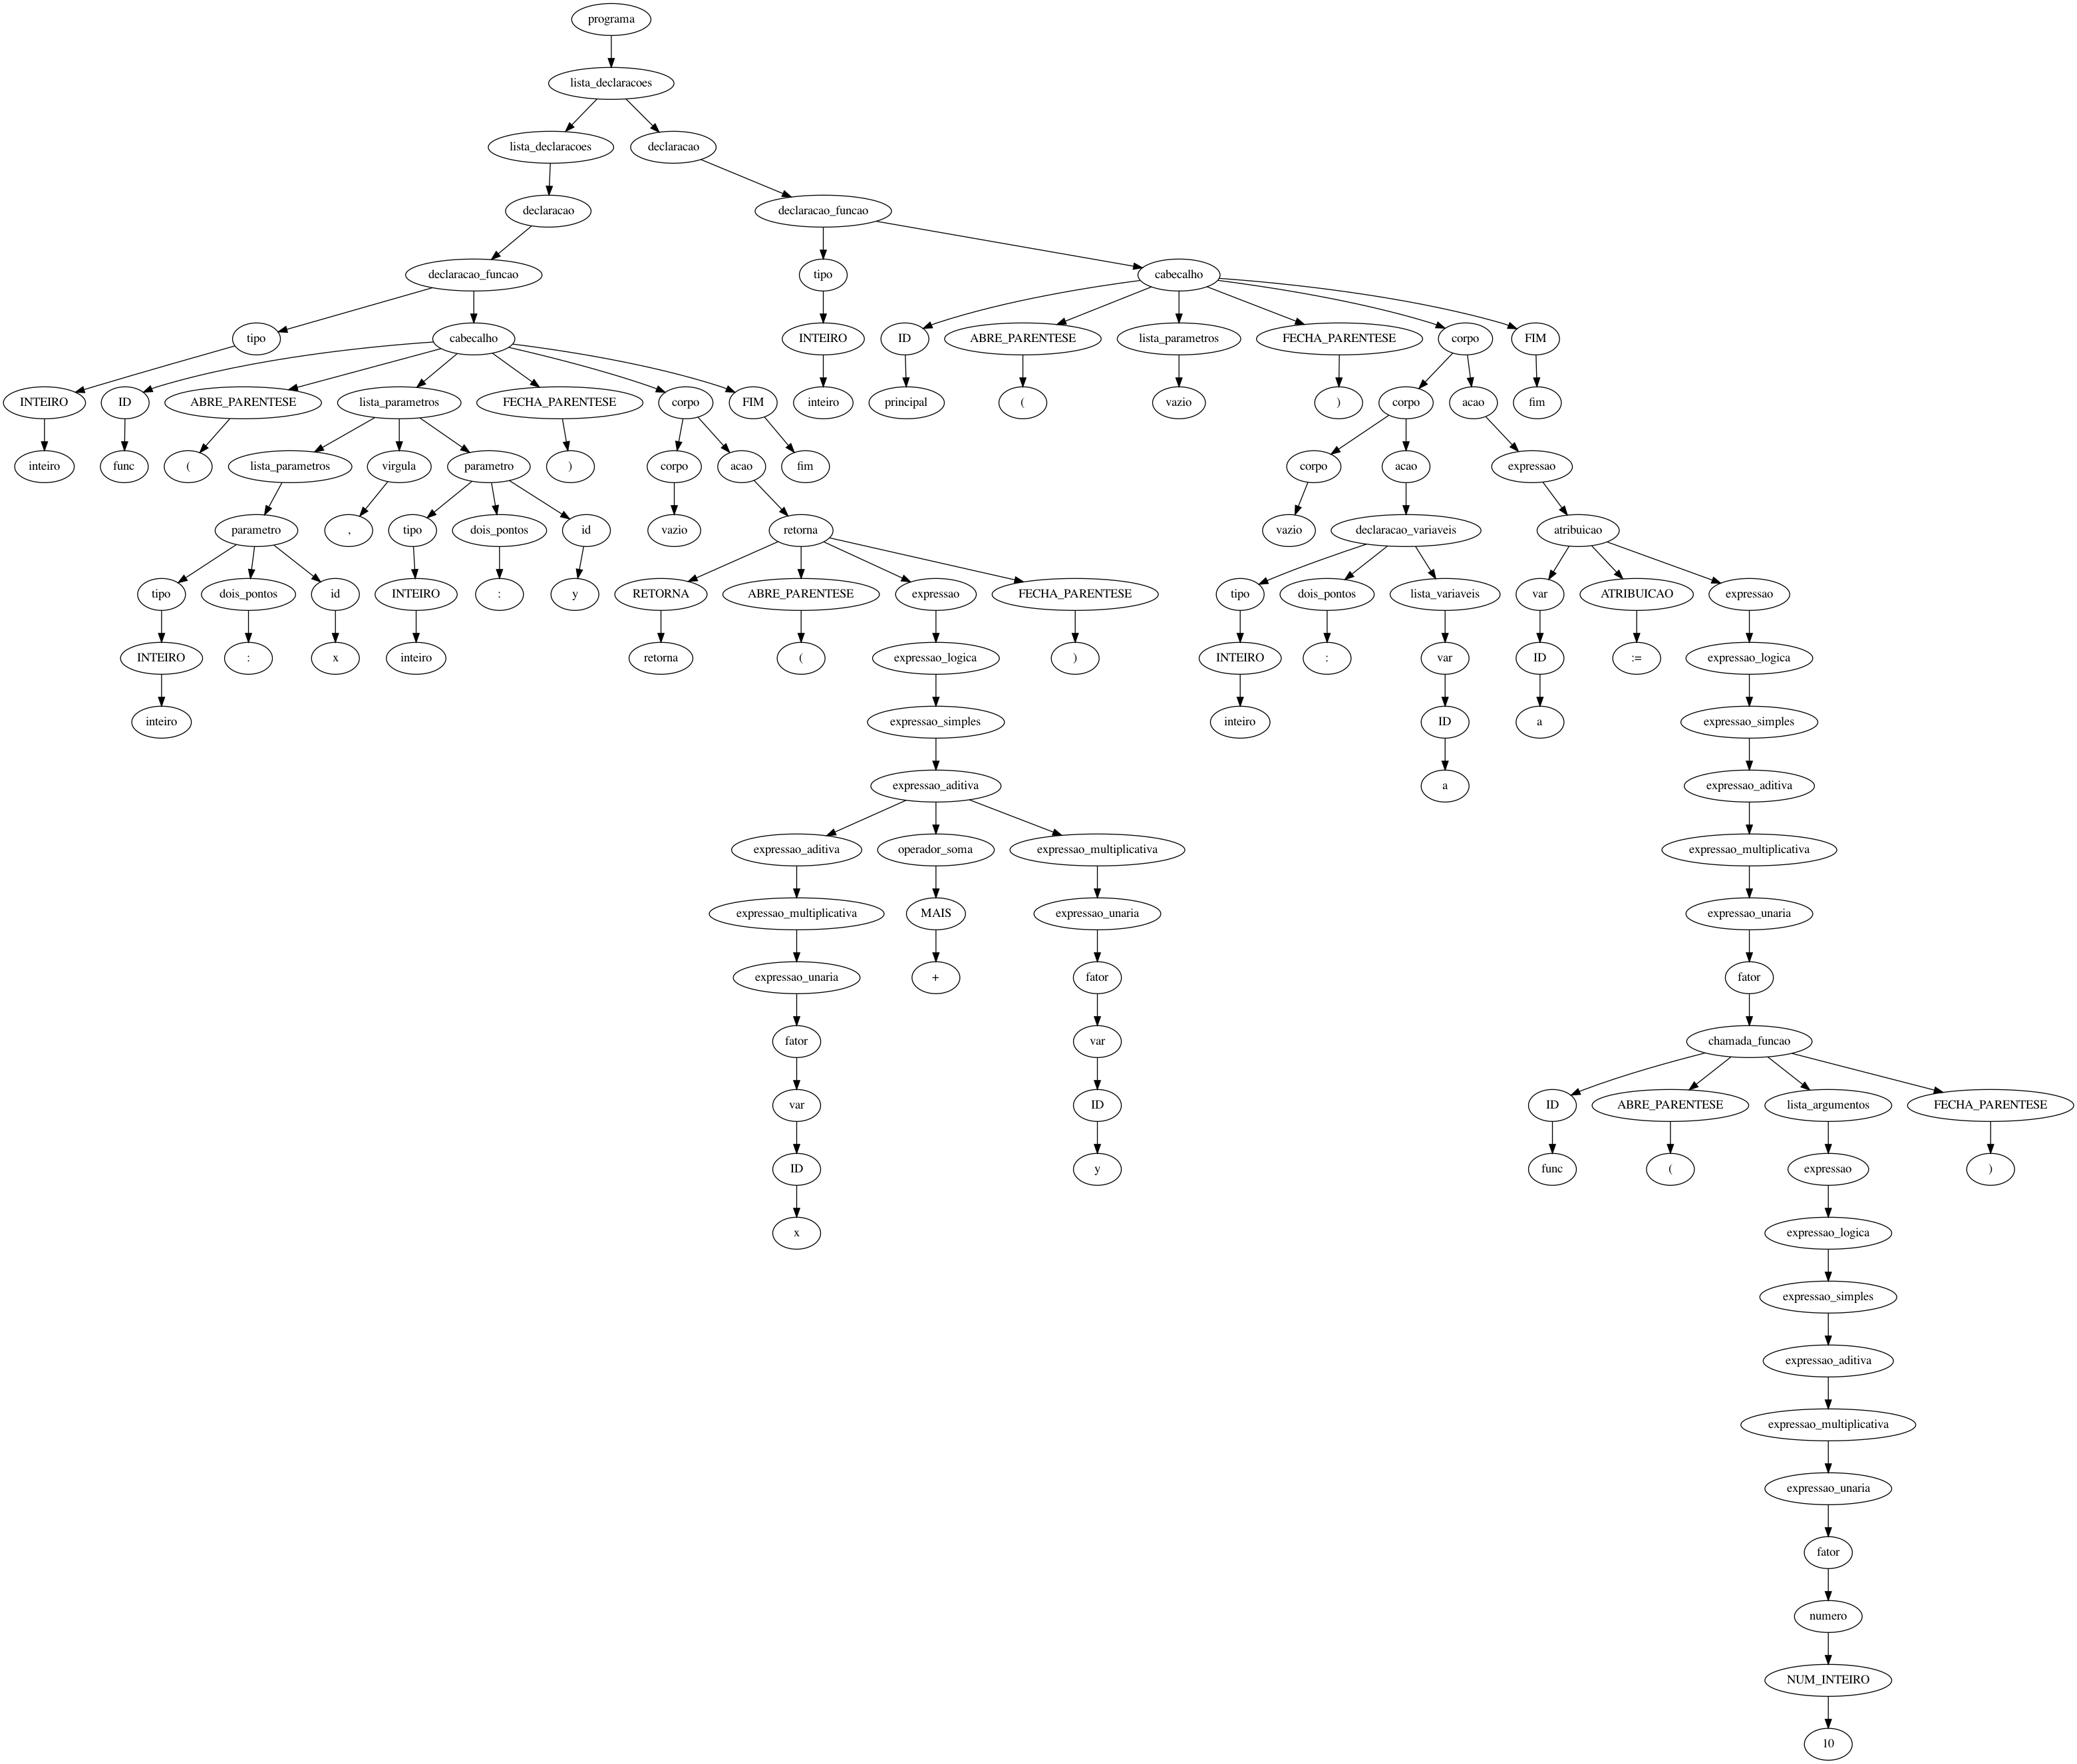 programa
lista_declaracoes
lista_declaracoes declaracao
declaracao declaracao_funcao
declaracao_funcao tipo cabecalho
tipo cabecalho INTEIRO ID ABRE_PARENTESE lista_parametros FECHA_PARENTESE corpo FIM
INTEIRO ID ABRE_PARENTESE lista_parametros FECHA_PARENTESE corpo FIM inteiro principal ( vazio ) corpo acao fim
inteiro func ( lista_parametros virgula parametro ) corpo acao fim corpo acao expressao
parametro , tipo dois_pontos id vazio retorna vazio declaracao_variaveis atribuicao
tipo dois_pontos id INTEIRO : y RETORNA ABRE_PARENTESE expressao FECHA_PARENTESE tipo dois_pontos lista_variaveis var ATRIBUICAO expressao
INTEIRO : x inteiro retorna ( expressao_logica ) INTEIRO : var ID := expressao_logica
inteiro expressao_simples inteiro ID a expressao_simples
expressao_aditiva a expressao_aditiva
expressao_aditiva operador_soma expressao_multiplicativa expressao_multiplicativa
expressao_multiplicativa MAIS expressao_unaria expressao_unaria
expressao_unaria + fator fator
fator var chamada_funcao
var ID ID ABRE_PARENTESE lista_argumentos FECHA_PARENTESE
ID y func ( expressao )
x expressao_logica
expressao_simples
expressao_aditiva
expressao_multiplicativa
expressao_unaria
fator
numero
NUM_INTEIRO
10